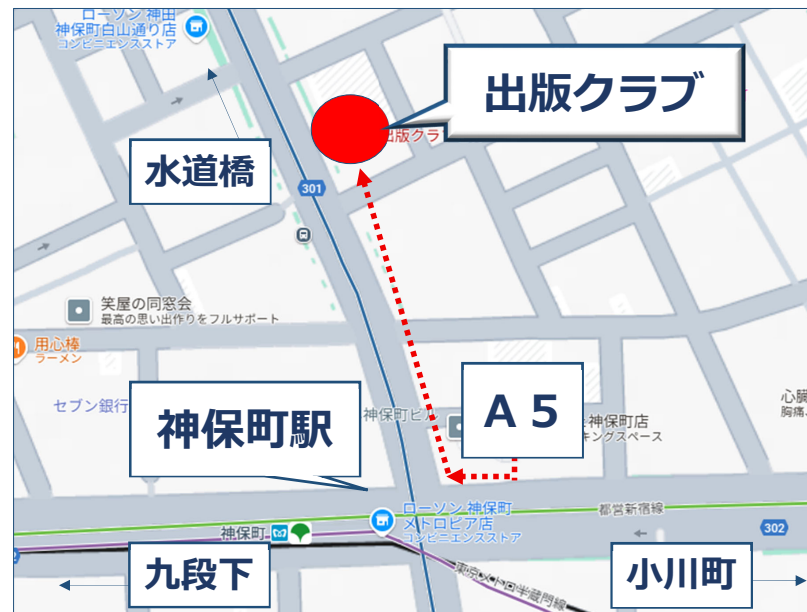 ローソン 神田
神保町白山通り店
コンビニエンスストア
出版クラブ
出版クラ
水道橋
301
笑屋の同窓会
最高の思い出作りをフルサポート
用心棒
ラーメン
セブン銀行
神保町駅
神保町ビル
A 5
神保町店
キングスペース
心臓
胸痛、
ローソン 神保町
メトロピア店
コンビニエンスストア
都営新宿線
神保町
302
九段下
東京メトロ半蔵門線
小川町